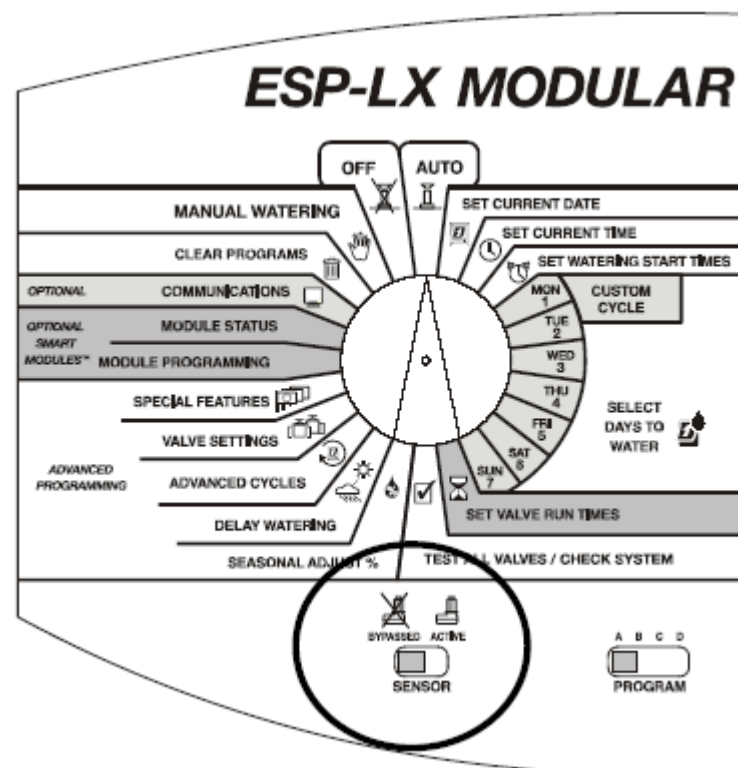 ESP-LX MODULAR
OFF
AUTO
MANUAL WATERING
CLEAR PROGRAMS
OPTIONAL
COMMUNICATIONS
OPTIONAL
SMART
MODULES™
MODULE STATUS
MODULE PROGRAMMING
SPECIAL FEATURES
VALVE SETTINGS
ADVANCED
PROGRAMMING
ADVANCED CYCLES
DELAY WATERING
SEASONAL ADJUST %
SET CURRENT DATE
SET CURRENT TIME
SET WATERING START TIMES
CUSTOM
CYCLE
MON
1
TUE
2
WED
3
THU
4
FRI
5
SAT
6
SUN
7
SELECT
DAYS TO
WATER
SET VALVE RUN TIMES
TEST ALL VALVES / CHECK SYSTEM
BYPASSED ACTIVE
SENSOR
A B C D
PROGRAM